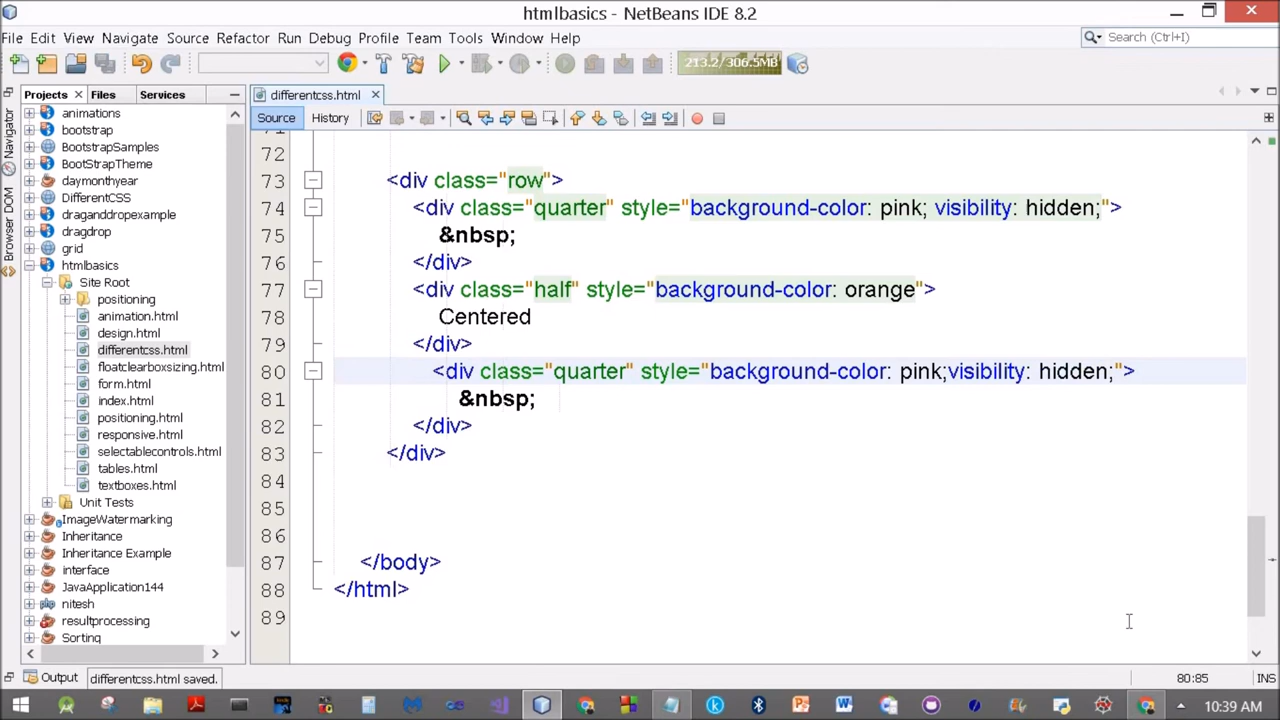 htmlbasics - NetBeans IDE 8.2
File Edit View Navigate Source Refactor Run Debug Profile Team Tools Window Help
Search (Ctrl+I)
213.2/306.5MB
Projects Files Services
differentcss.html
Source History
Navigator
Browser DOM
animations
bootstrap
BootstrapSamples
BootStrapTheme
daymonthyear
DifferentCSS
draganddropexample
dragdrop
grid
htmlbasics
Site Root
positioning
animation.html
design.html
differentcss.html
floatclearboxsizing.html
form.html
index.html
positioning.html
responsive.html
selectablecontrols.html
tables.html
textboxes.html
Unit Tests
ImageWatermarking
Inheritance
Inheritance Example
interface
JavaApplication144
nitesh
resultprocessing
Sorting
72
73 <div class="row">
74 <div class="quarter" style="background-color: pink; visibility: hidden;">
75 &nbsp;
76 </div>
77 <div class="half" style="background-color: orange">
78 Centered
79 </div>
80 <div class="quarter" style="background-color: pink;visibility: hidden;">
81 &nbsp;
82 </div>
83 </div>
84
85
86
87 </body>
88 </html>
89
Output differentcss.html saved. 80:85 INS
10:39 AM